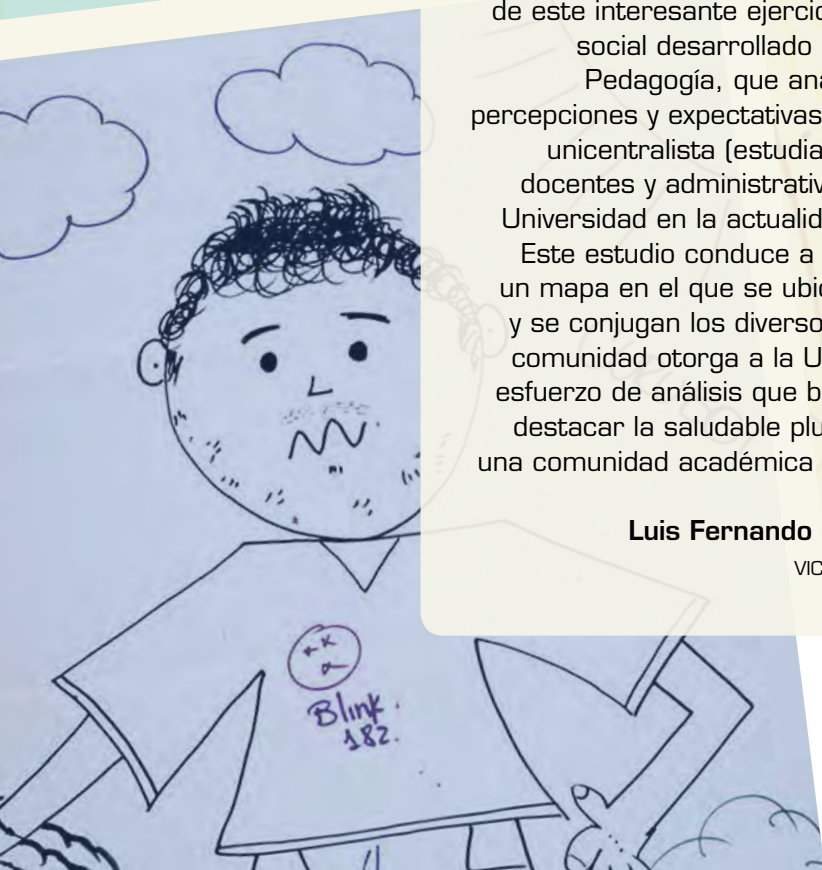 de este interesante ejercic
social desarrollado
Pedagogía, que ana
percepciones y expectativas
unicentralista (estudia
docentes y administrativ
Universidad en la actualid
Este estudio conduce a
un mapa en el que se ubic
y se conjugan los diverso
comunidad otorga a la U
esfuerzo de análisis que b
destacar la saludable plu
una comunidad académica
Luis Fernando
VIC
Blink.
182.